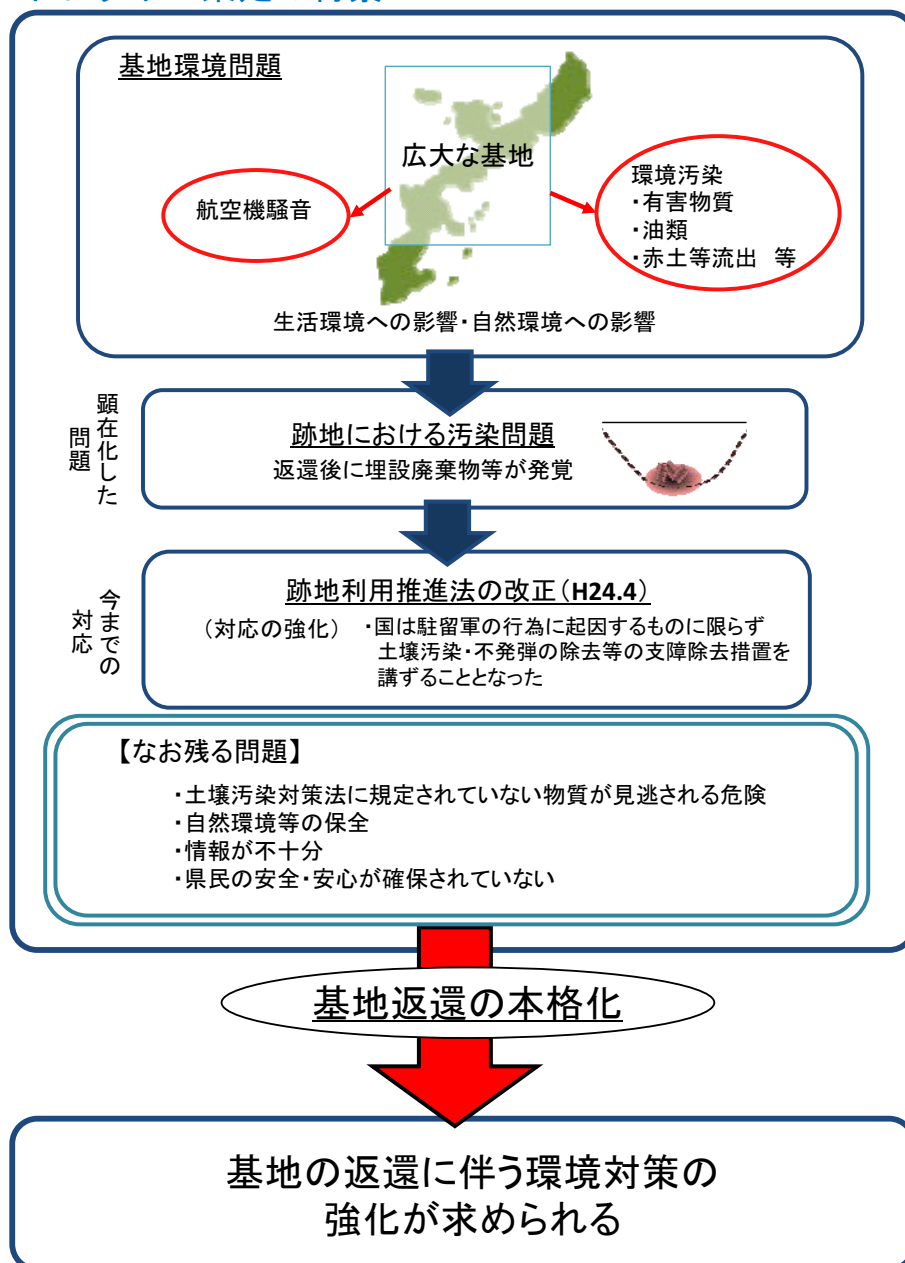 基地環境問題
広大な基地
航空機騒音
環境汚染
・有害物質
・油類
・赤土等流出　等
生活環境への影響・自然環境への影響
顕在化した
問題
跡地における汚染問題
返還後に埋設廃棄物等が発覚
今までの
対応
跡地利用推進法の改正（H24.4）
（対応の強化）　・国は駐留軍の行為に起因するものに限らず
土壌汚染・不発弾の除去等の支障除去措置を
講ずることとなった
【なお残る問題】
・土壌汚染対策法に規定されていない物質が見逃される危険
・自然環境等の保全
・情報が不十分
・県民の安全・安心が確保されていない
基地返還の本格化
基地の返還に伴う環境対策の
強化が求められる